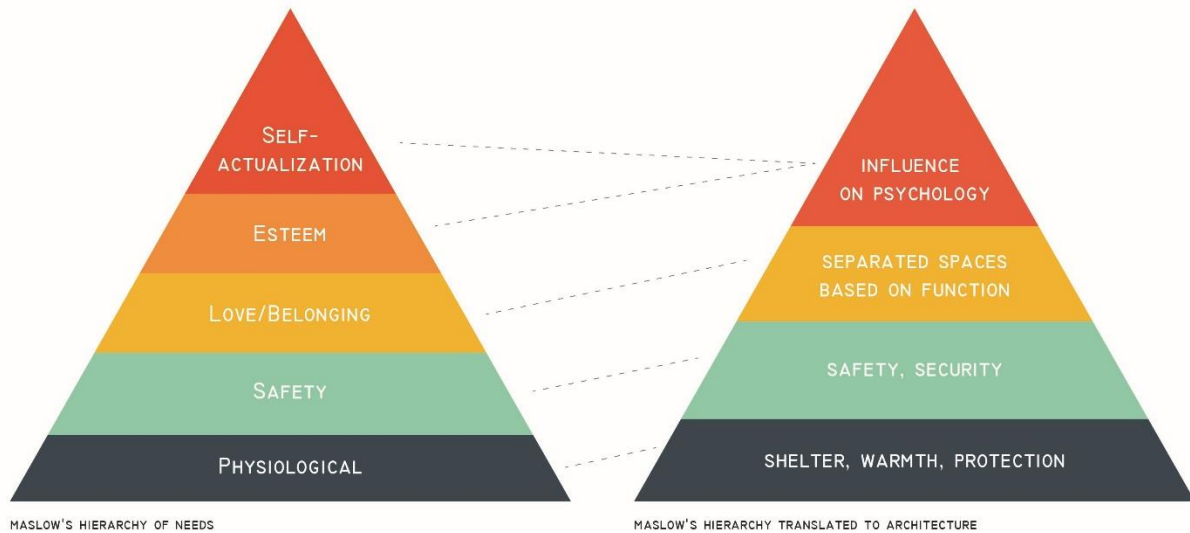 SELF-
ACTUALIZATION
ESTEEM
LOVE/BELONGING
SAFETY
PHYSIOLOGICAL
MASLOW'S HIERARCHY OF NEEDS
INFLUENCE
ON PSYCHOLOGY
SEPARATED SPACES
BASED ON FUNCTION
SAFETY, SECURITY
SHELTER, WARMTH, PROTECTION
MASLOW'S HIERARCHY TRANSLATED TO ARCHITECTURE